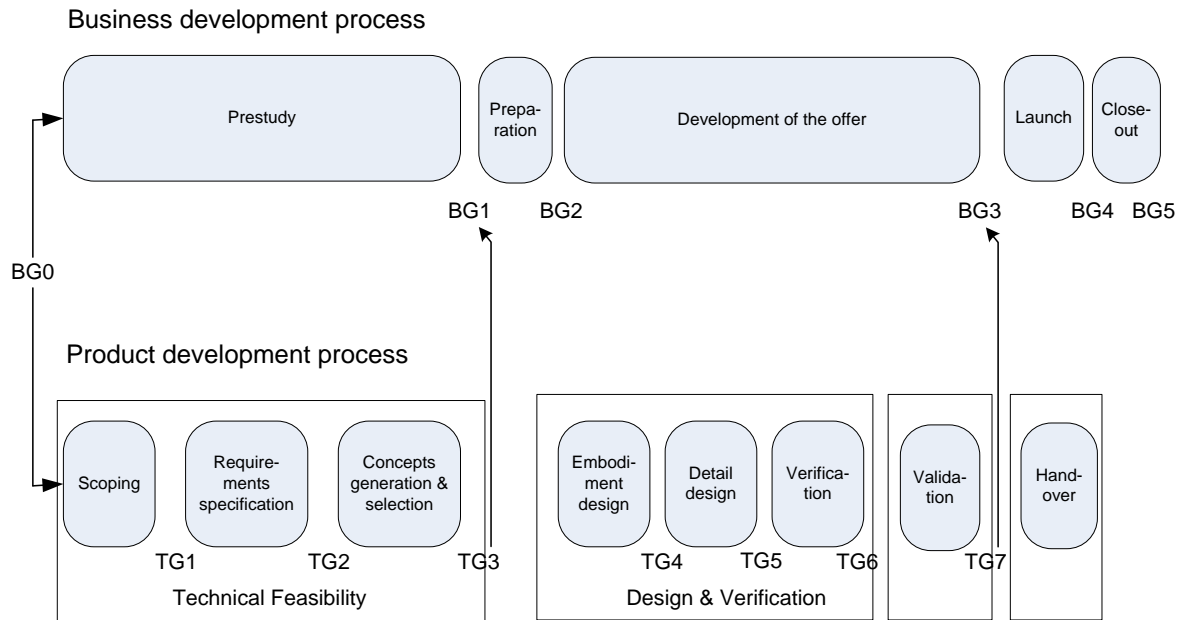 Business development process
Prestudy
Prepa-
ration
Development of the offer
Launch
Close-
out
BG1
BG2
BG3
BG4
BG5
BG0
Product development process
Scoping
Require-
ments
specification
Concepts
generation &
selection
Embodi-
ment
design
Detail
design
Verifica-
tion
Valida-
tion
Hand-
over
TG1
TG2
TG3
TG4
TG5
TG6
TG7
Technical Feasibility
Design & Verification